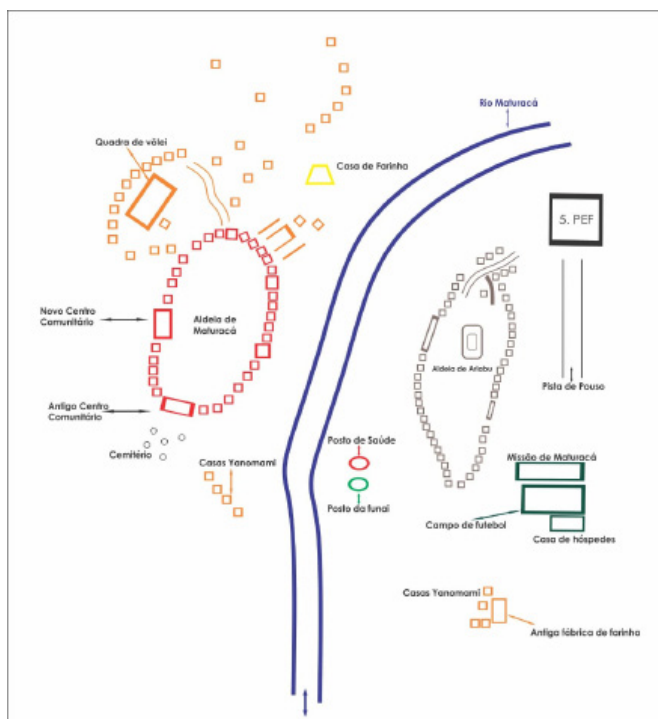 Rio Maturacá
Quadra de vôlei
Casa de Farinha
5. PEF
Novo Centro
Comunitário
Aldeia de
Maturacá
Aldeia de Ariabu
Pista de Pouso
Antigo Centro
Comunitário
Cemitério
Posto de Saúde
Missão de Maturacá
Casas Yanomami
Posto da funai
Campo de futebol
Casa de hóspedes
Casas Yanomami
Antiga fábrica de farinha